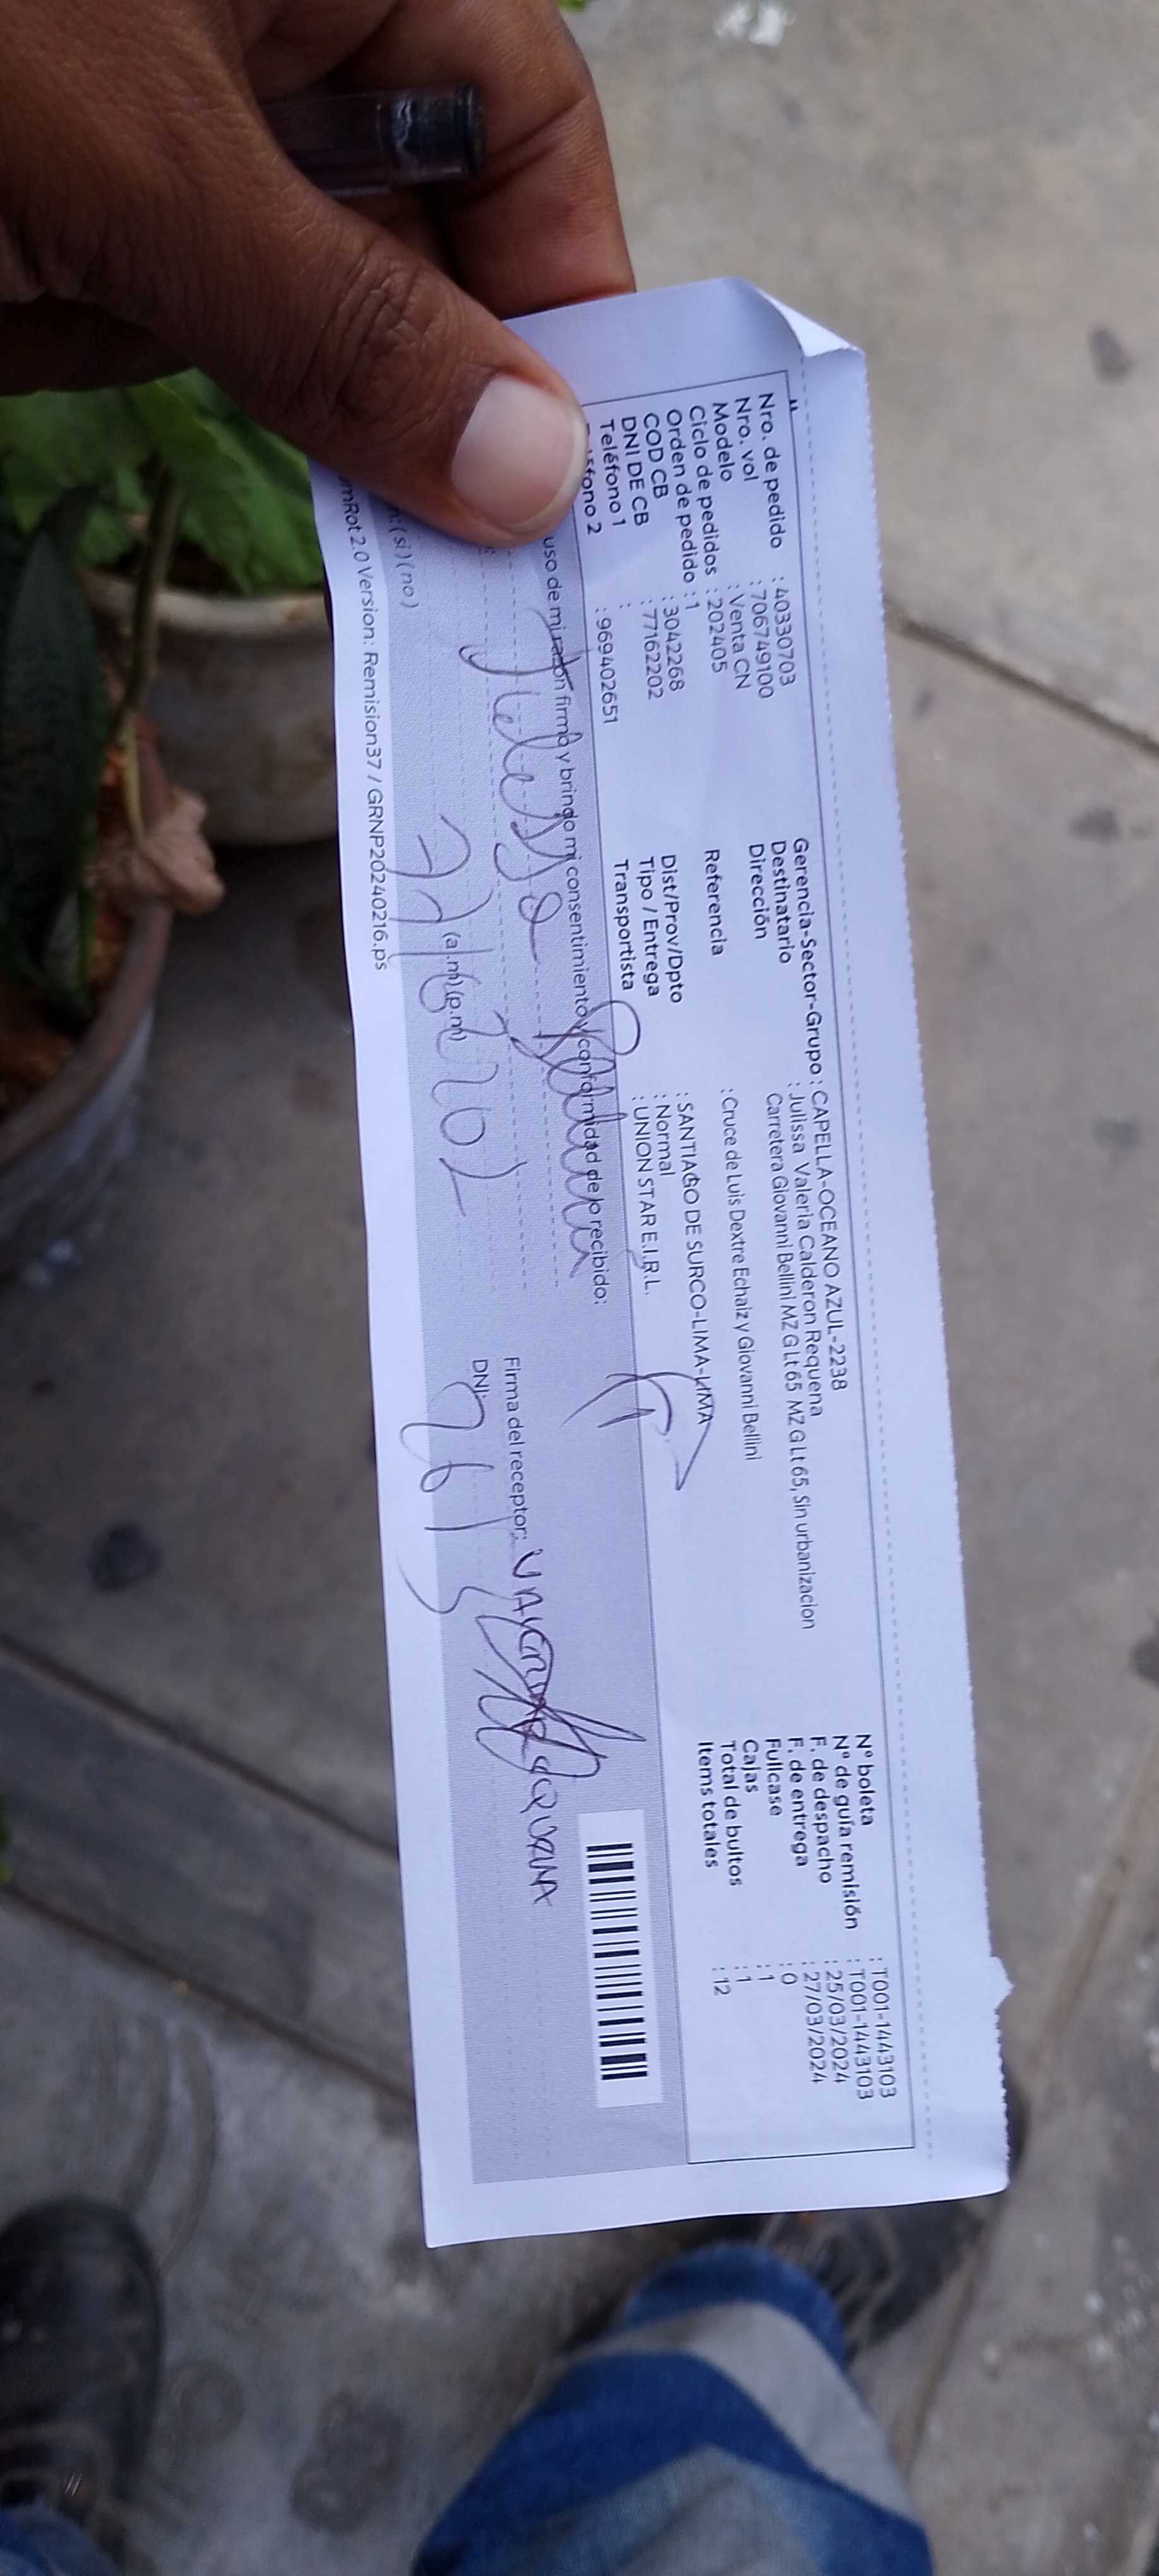 Nro. de pedido : 40330703
Nro. vol : 706749100
Modelo : Venta CN
Ciclo de pedidos : 202405
Orden de pedido : 1
COD CB : 3042268
DNI DE CB : 77162202
Teléfono 1 :
fono 2 : 969402651
Gerencia-Sector-Grupo : CAPELLA-OCEANO AZUL-2238
Destinatario : Julissa Valeria Calderon Requena
Dirección : Carretera Giovanni Bellini MZ G Lt 65 MZ G Lt 65, Sin urbanizacion
Referencia : Cruce de Luis Dextre Echaiz y Giovanni Bellini
Dist/Prov/Dpto : SANTIAGO DE SURCO-LIMA-LIMA
Tipo / Entrega : Normal
Transportista : UNION STAR E.I.R.L.
N° boleta : T001-1443103
N° de guía remisión : T001-1443103
F. de despacho : 25/03/2024
F. de entrega : 27/03/2024
Fullcase : 0
Cajas : 1
Total de bultos : 1
Items totales : 12
uso de mi razón firmo y brindo mi consentimiento y conformidad de lo recibido:
Firma del receptor:
(a.m) (p.m)
DNI:
(si) (no)
mRot 2.0 Version: Remision37 / GRNP20240216.ps